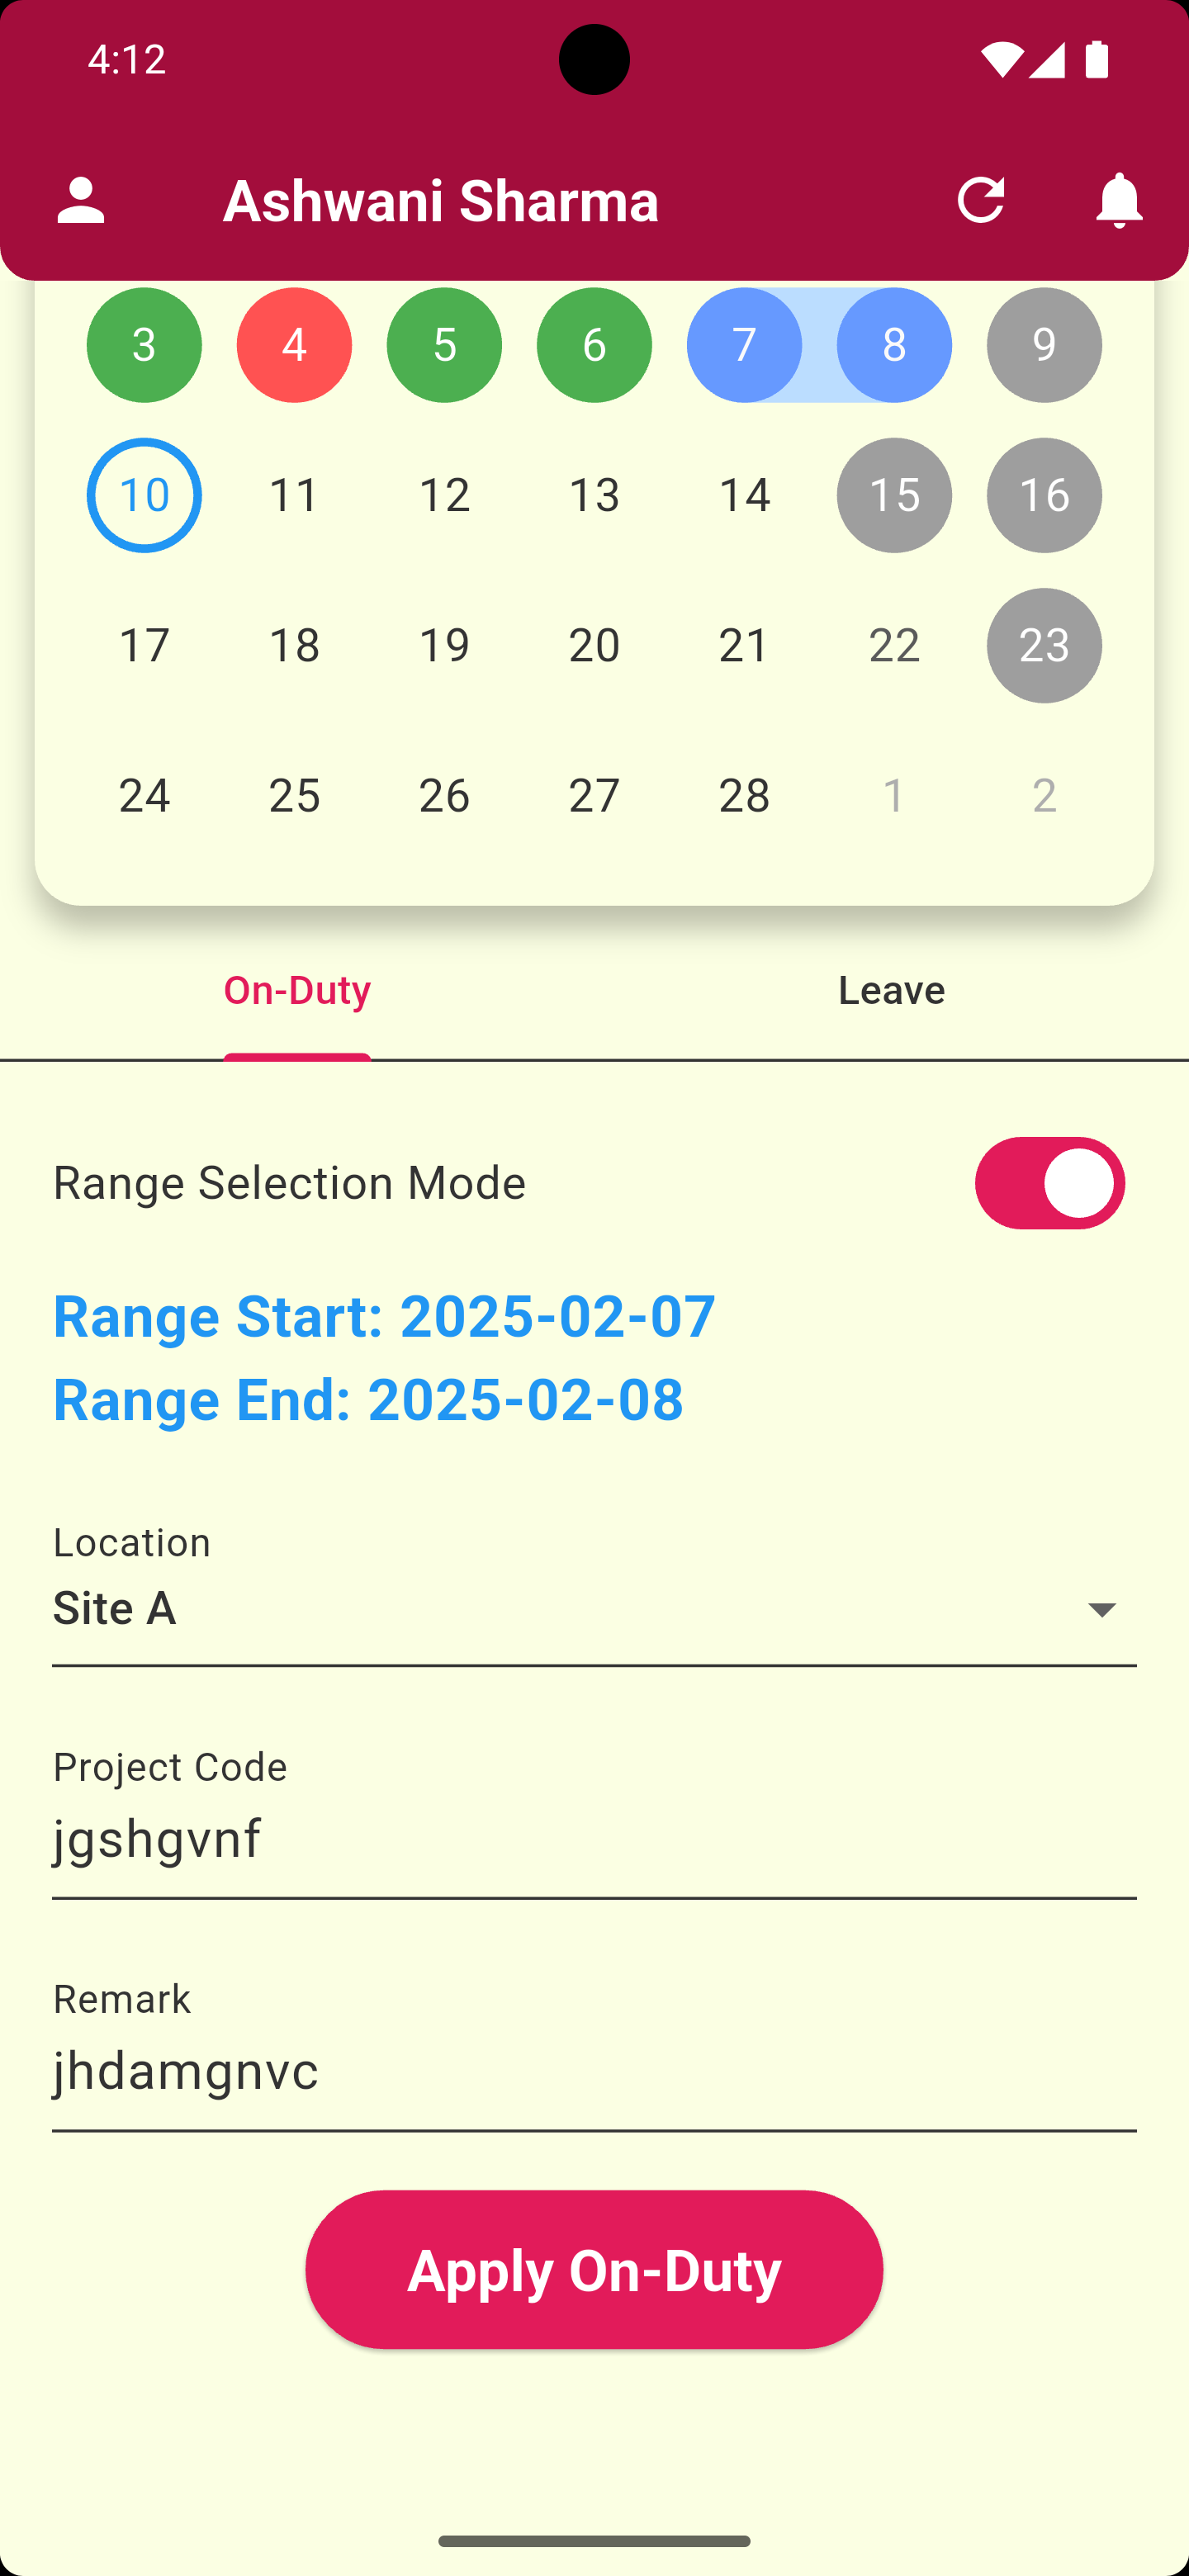 4:12
Ashwani Sharma
3 4 5 6 7 8 9
10 11 12 13 14 15 16
17 18 19 20 21 22 23
24 25 26 27 28 1 2
On-Duty Leave
Range Selection Mode
Range Start: 2025-02-07
Range End: 2025-02-08
Location
Site A
Project Code
jgshgvnf
Remark
jhdamgnvc
Apply On-Duty